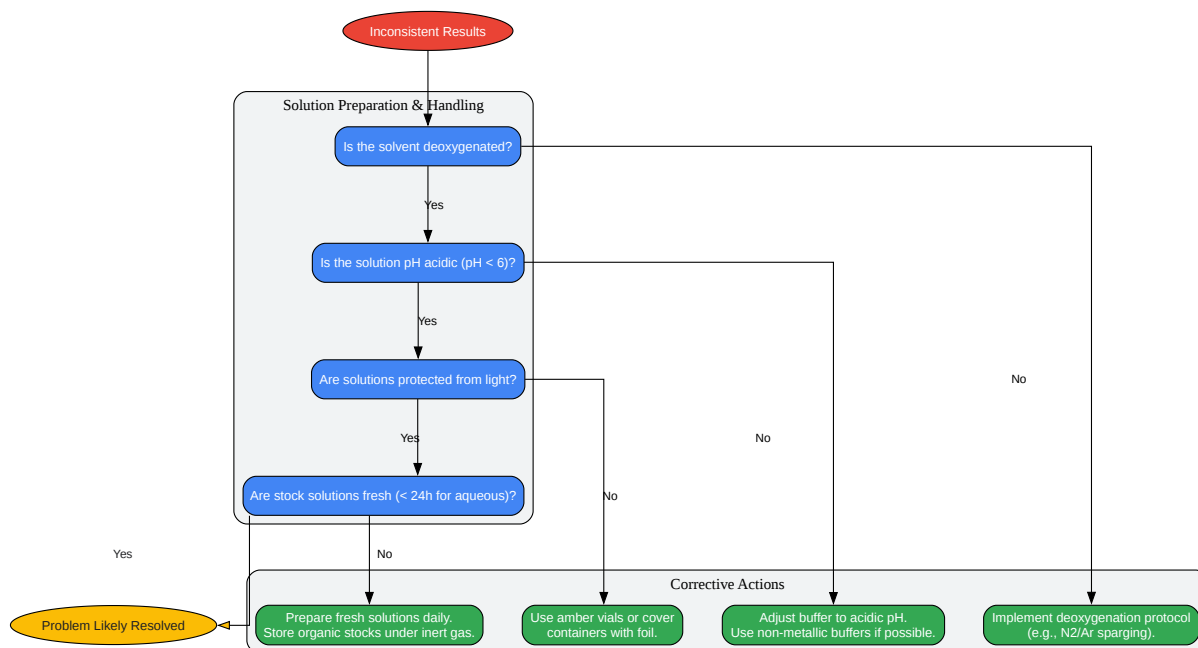 Inconsistent Results
Solution Preparation & Handling
Is the solvent deoxygenated?
Yes
Is the solution pH acidic (pH < 6)?
Yes
Are solutions protected from light?
No
Yes
No
Are stock solutions fresh (< 24h for aqueous)?
No
Yes
No
Corrective Actions
Problem Likely Resolved
Prepare fresh solutions daily.
Store organic stocks under inert gas.
Use amber vials or cover
containers with foil.
Adjust buffer to acidic pH.
Use non-metallic buffers if possible.
Implement deoxygenation protocol
(e.g., N2/Ar sparging).